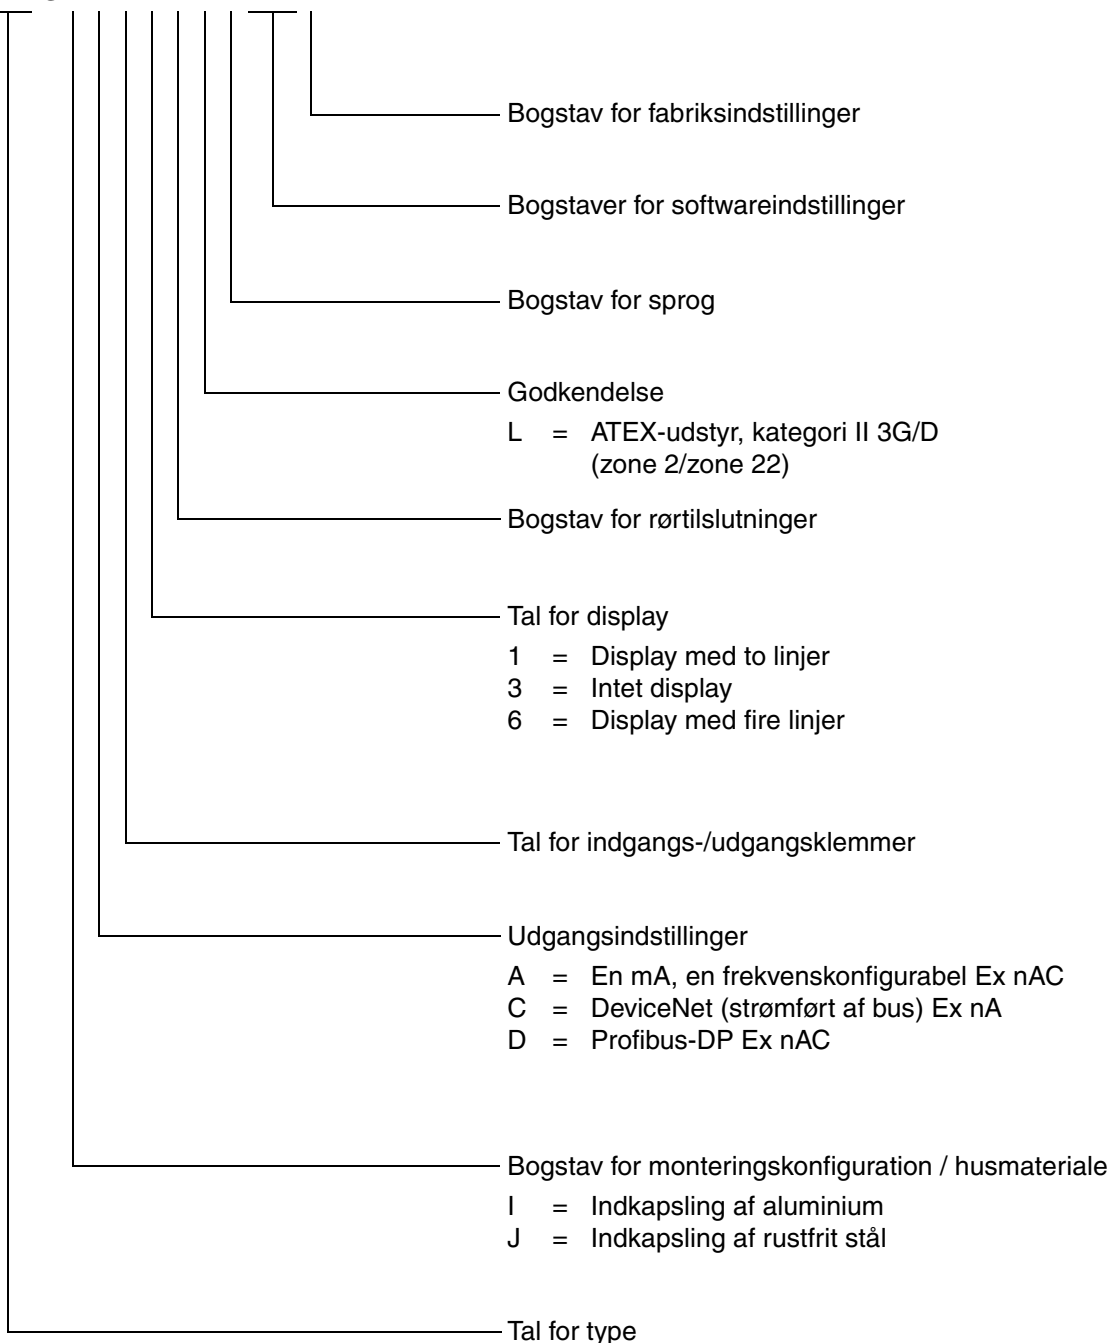 Bogstav for fabriksindstillinger
Bogstaver for softwareindstillinger
Bogstav for sprog
Godkendelse
L = ATEX-udstyr, kategori II 3G/D
(zone 2/zone 22)
Bogstav for rørtilslutninger
Tal for display
1 = Display med to linjer
3 = Intet display
6 = Display med fire linjer
Tal for indgangs-/udgangsklemmer
Udgangsindstillinger
A = En mA, en frekvenskonfigurabel Ex nAC
C = DeviceNet (strømført af bus) Ex nA
D = Profibus-DP Ex nAC
Bogstav for monteringskonfiguration / husmateriale
I = Indkapsling af aluminium
J = Indkapsling af rustfrit stål
Tal for type